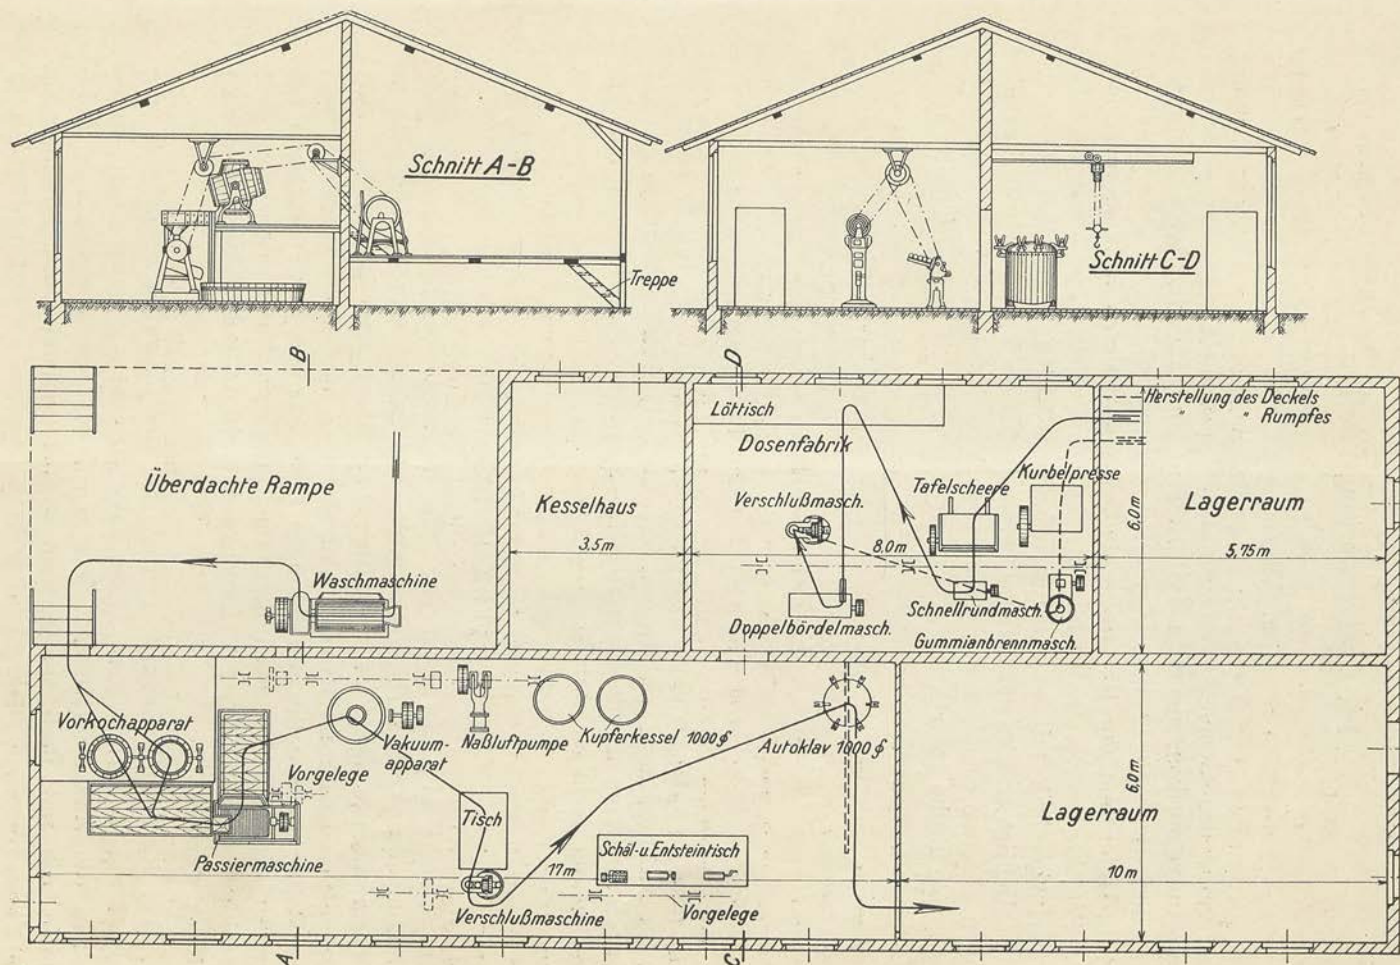 Schnitt A-B
Treppe
Schnitt C-D
B
D
Löttisch
Herstellung des Deckels
" " Rumpfes
Dosenfabrik
Überdachte Rampe
Kesselhaus
Verschlußmasch.
Tafelscheere
Kurbelpresse
Lagerraum
3.5m
8.0m
6,0m
5,75m
Waschmaschine
Doppelbördelmasch.
Schnellrundmasch.
Gummianbrennmasch.
Vorkochapparat
Vakuum-
apparat
Naßluftpumpe
Kupferkessel 1000 ₰
Autoklav 1000 ₰
Vorgelege
Tisch
Passiermaschine
Schäl-u. Entsteintisch
17m
Verschlußmaschine
Vorgelege
Lagerraum
6,0m
10m
A
C